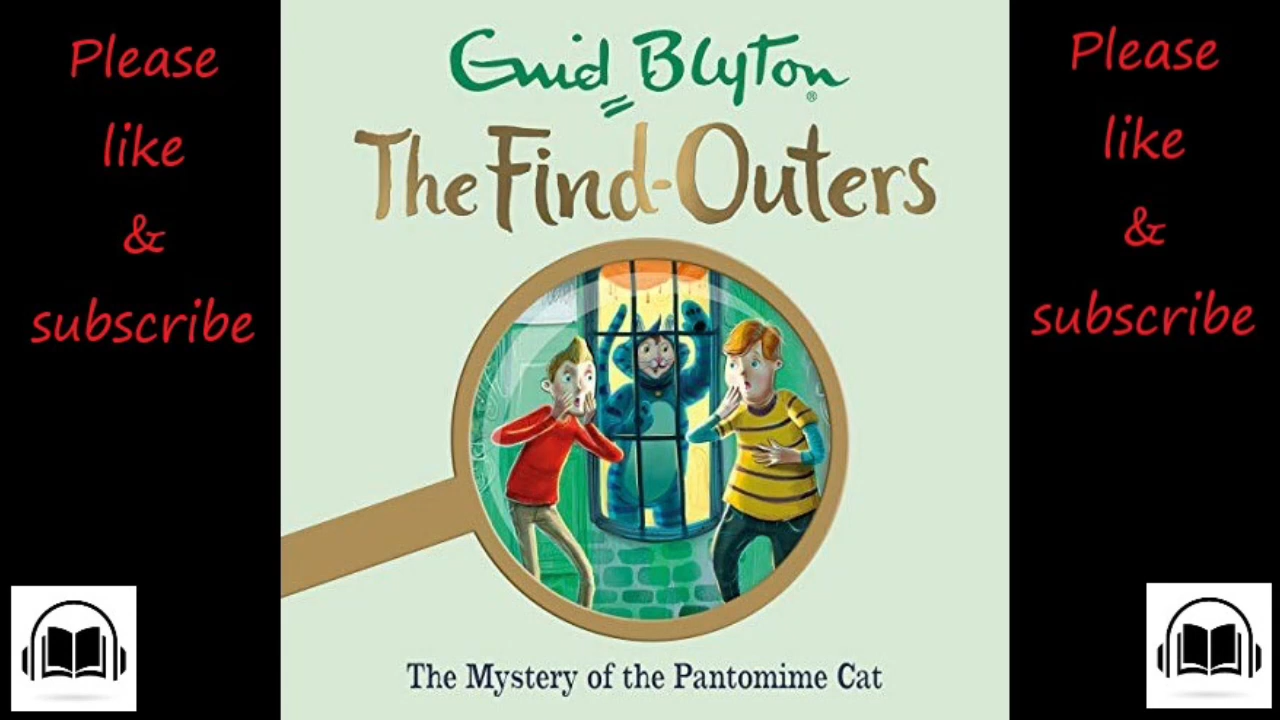 Please
like
&
subscribe
Enid Blyton®
The Find-Outers
The Mystery of the Pantomime Cat
Please
like
&
subscribe